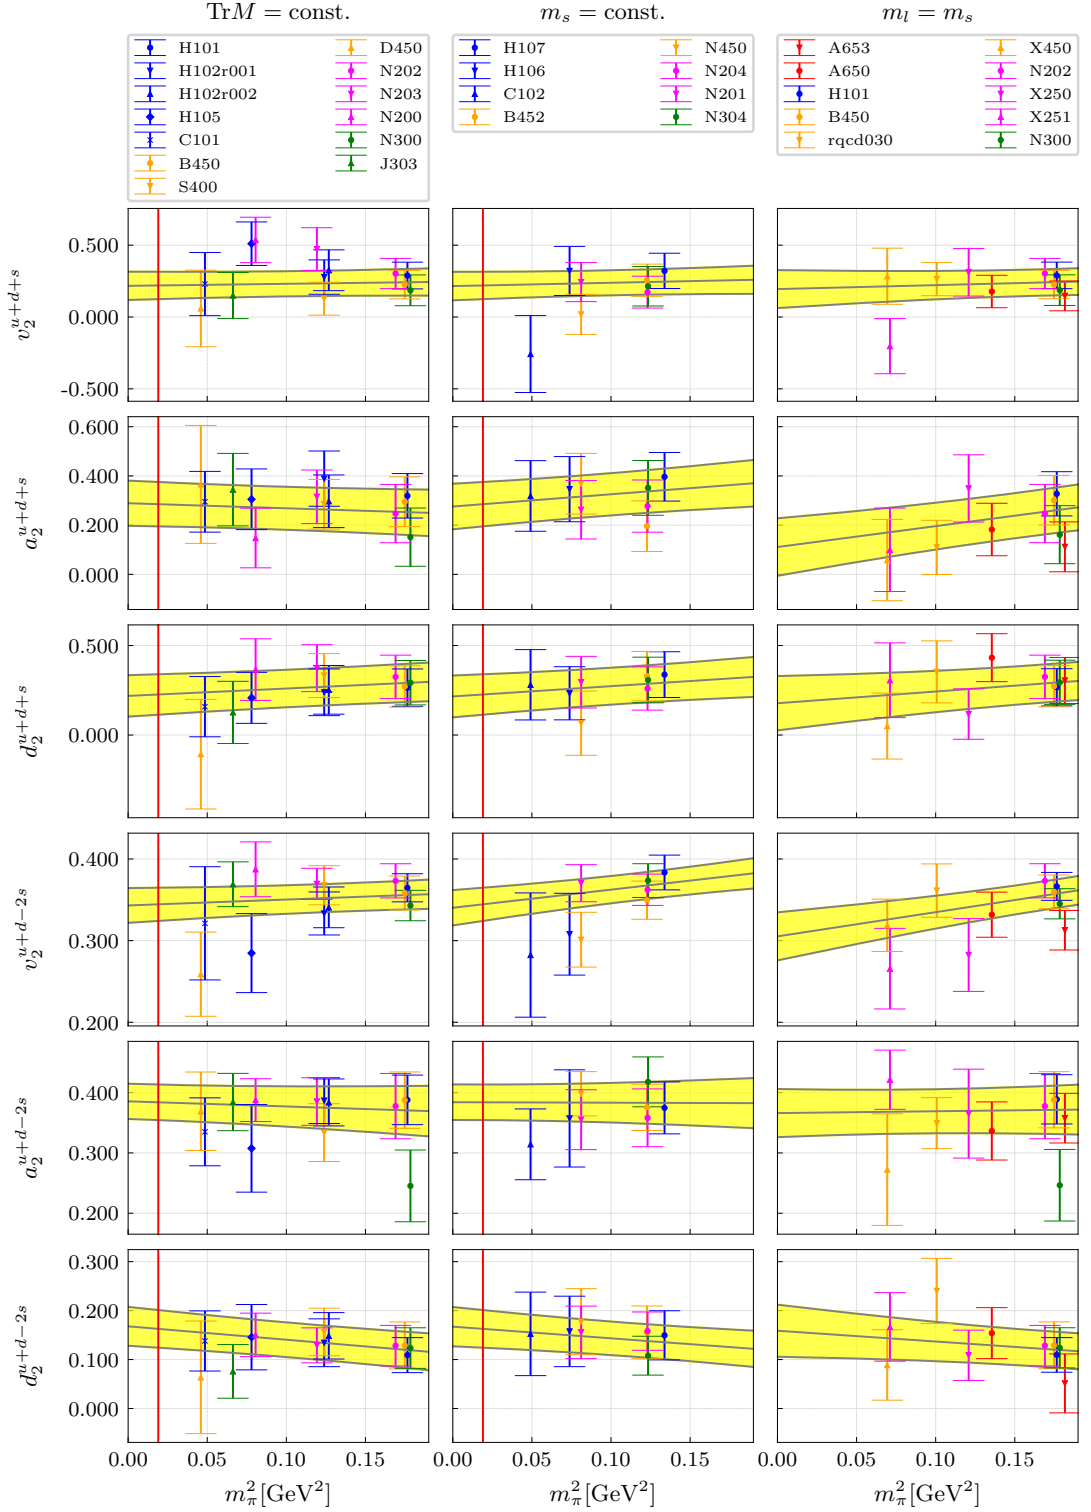 TrM = const.
m_s = const.
m_l = m_s
H101 D450 H107 N450 A653 X450
H102r001 N202 H106 N204 A650 N202
H102r002 N203 C102 N201 H101 X250
H105 N200 B452 N304 B450 X251
C101 N300 rqcd030 N300
B450 J303
S400
v_2^{u+d+s}
0.500
0.000
-0.500
a_2^{u+d+s}
0.600
0.400
0.200
0.000
d_2^{u+d+s}
0.500
0.000
v_2^{u+d-2s}
0.400
0.300
0.200
a_2^{u+d-2s}
0.400
0.300
0.200
d_2^{u+d-2s}
0.300
0.200
0.100
0.000
0.00 0.05 0.10 0.15 0.00 0.05 0.10 0.15 0.00 0.05 0.10 0.15
m_π^2[GeV^2] m_π^2[GeV^2] m_π^2[GeV^2]